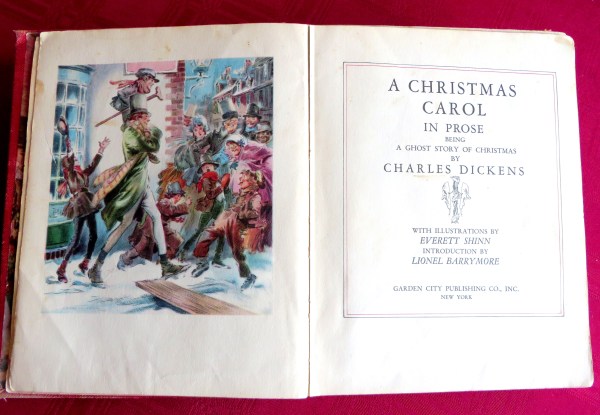 A CHRISTMAS
CAROL
IN PROSE
BEING
A GHOST STORY OF CHRISTMAS
BY
CHARLES DICKENS
WITH ILLUSTRATIONS BY
EVERETT SHINN
INTRODUCTION BY
LIONEL BARRYMORE
GARDEN CITY PUBLISHING CO., INC.
NEW YORK